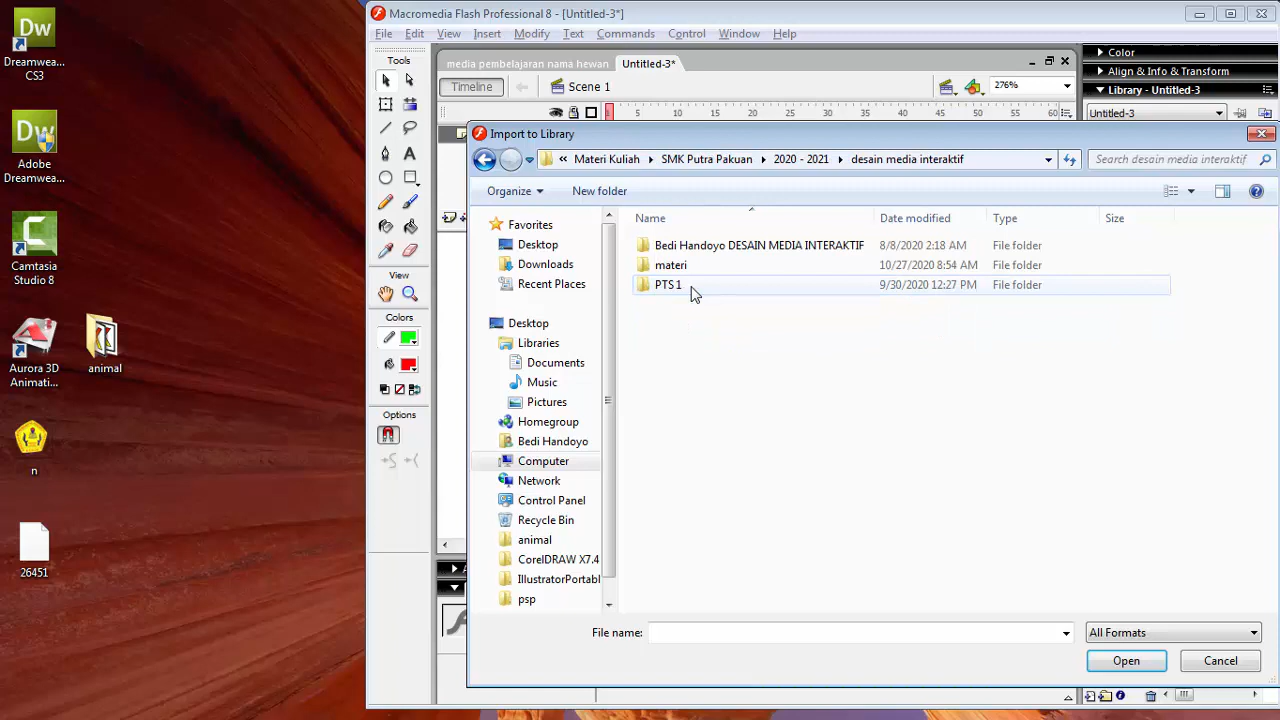 Dreamwea...
CS3
Adobe
Dreamwea...
Camtasia
Studio 8
Aurora 3D
Animati...
animal
n
26451
Macromedia Flash Professional 8 - [Untitled-3*]
File Edit View Insert Modify Text Commands Control Window Help
Tools
View
Colors
Options
media pembelajaran nama hewan
Untitled-3*
Timeline
Scene 1
276%
5 10 15 20 25 30 35 40 45 50 55 60
Color
Align & Info & Transform
Library - Untitled-3
Untitled-3
Import to Library
« Materi Kuliah
SMK Putra Pakuan
2020 - 2021
desain media interaktif
Search desain media interaktif
Organize
New folder
Favorites
Desktop
Downloads
Recent Places
Desktop
Libraries
Documents
Music
Pictures
Homegroup
Bedi Handoyo
Computer
Network
Control Panel
Recycle Bin
animal
CorelDRAW X7.4
IllustratorPortabl
psp
Name Date modified Type Size
Bedi Handoyo DESAIN MEDIA INTERAKTIF 8/8/2020 2:18 AM File folder
materi 10/27/2020 8:54 AM File folder
PTS 1 9/30/2020 12:27 PM File folder
File name:
All Formats
Open
Cancel